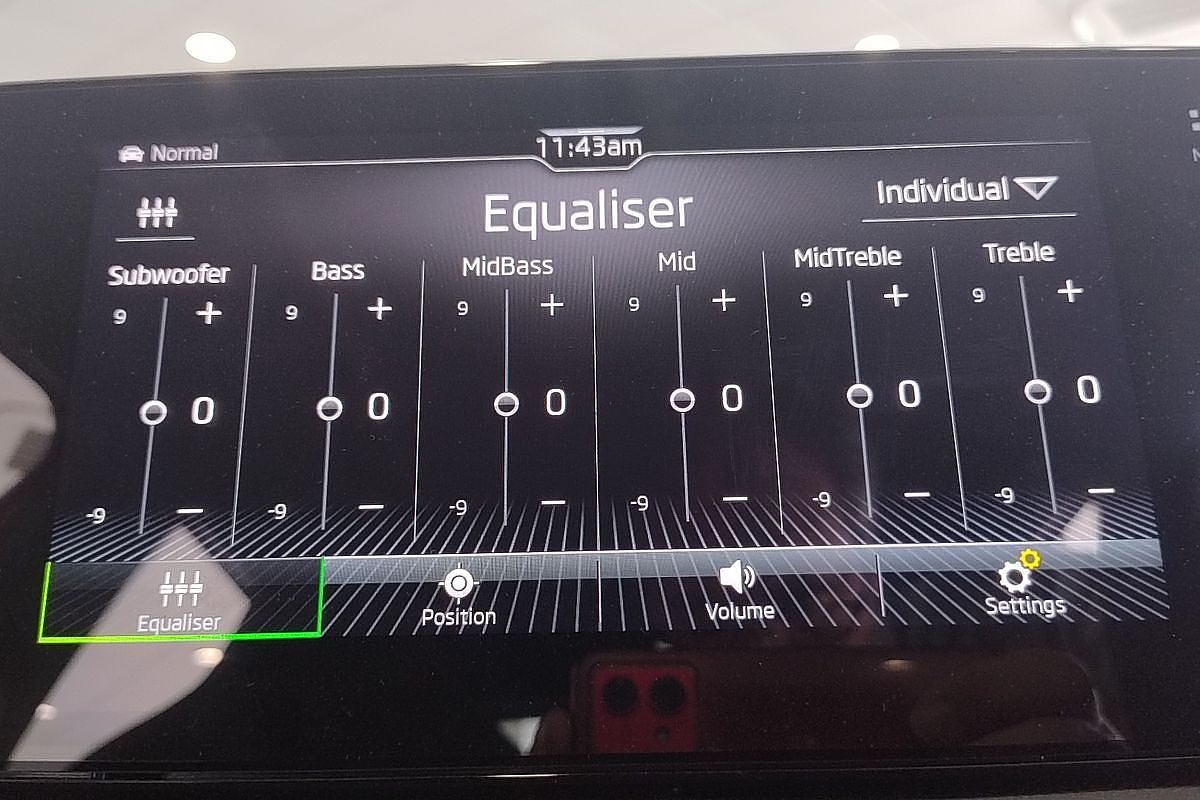 Normal
11:43am
Equaliser
Individual
Subwoofer Bass MidBass Mid MidTreble Treble
9 + 9 + 9 + 9 + 9 + 9 +
0 0 0 0 0 0
-9 − -9 − -9 − -9 − -9 − -9 −
Equaliser Position Volume Settings